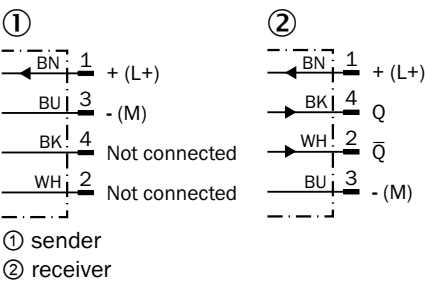 ① ②
BN 1 + (L+) BN 1 + (L+)
BU 3 - (M) BK 4 Q
BK 4 Not connected WH 2 Q̅
WH 2 Not connected BU 3 - (M)
① sender
② receiver